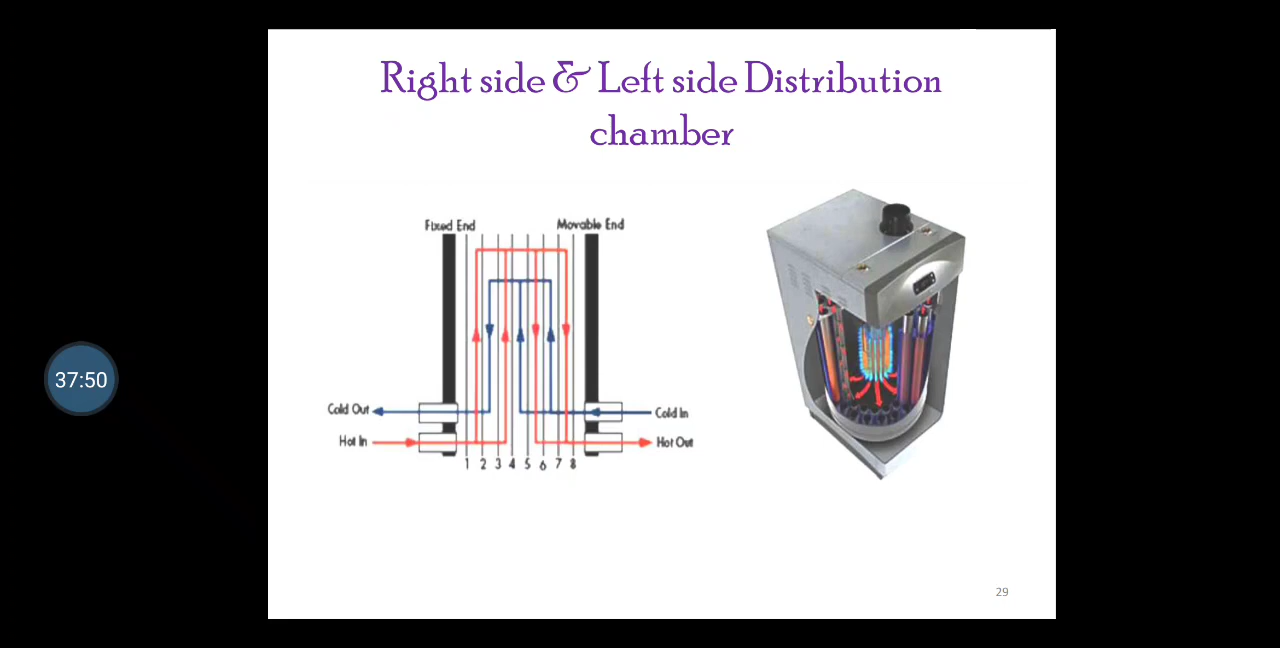 Right side & Left side Distribution
chamber
Fixed End
Movable End
37:50
Cold Out
Cold In
Hot In
Hot Out
1 2 3 4 5 6 7 8
29